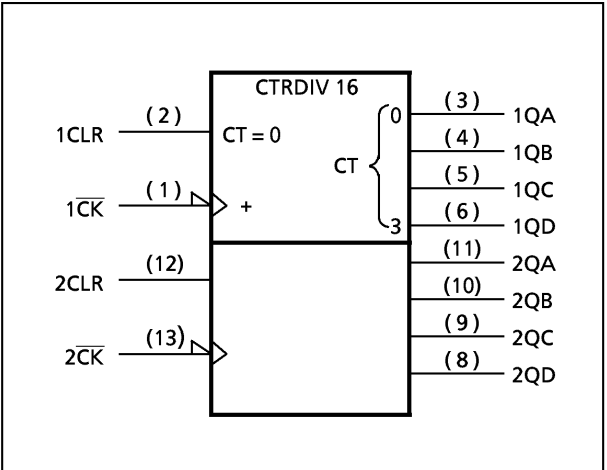 CTRDIV 16
1CLR (2) CT = 0
1C̅K̅ (1) +
CT { 0 3
(3) 1QA
(4) 1QB
(5) 1QC
(6) 1QD
2CLR (12)
2C̅K̅ (13)
(11) 2QA
(10) 2QB
(9) 2QC
(8) 2QD